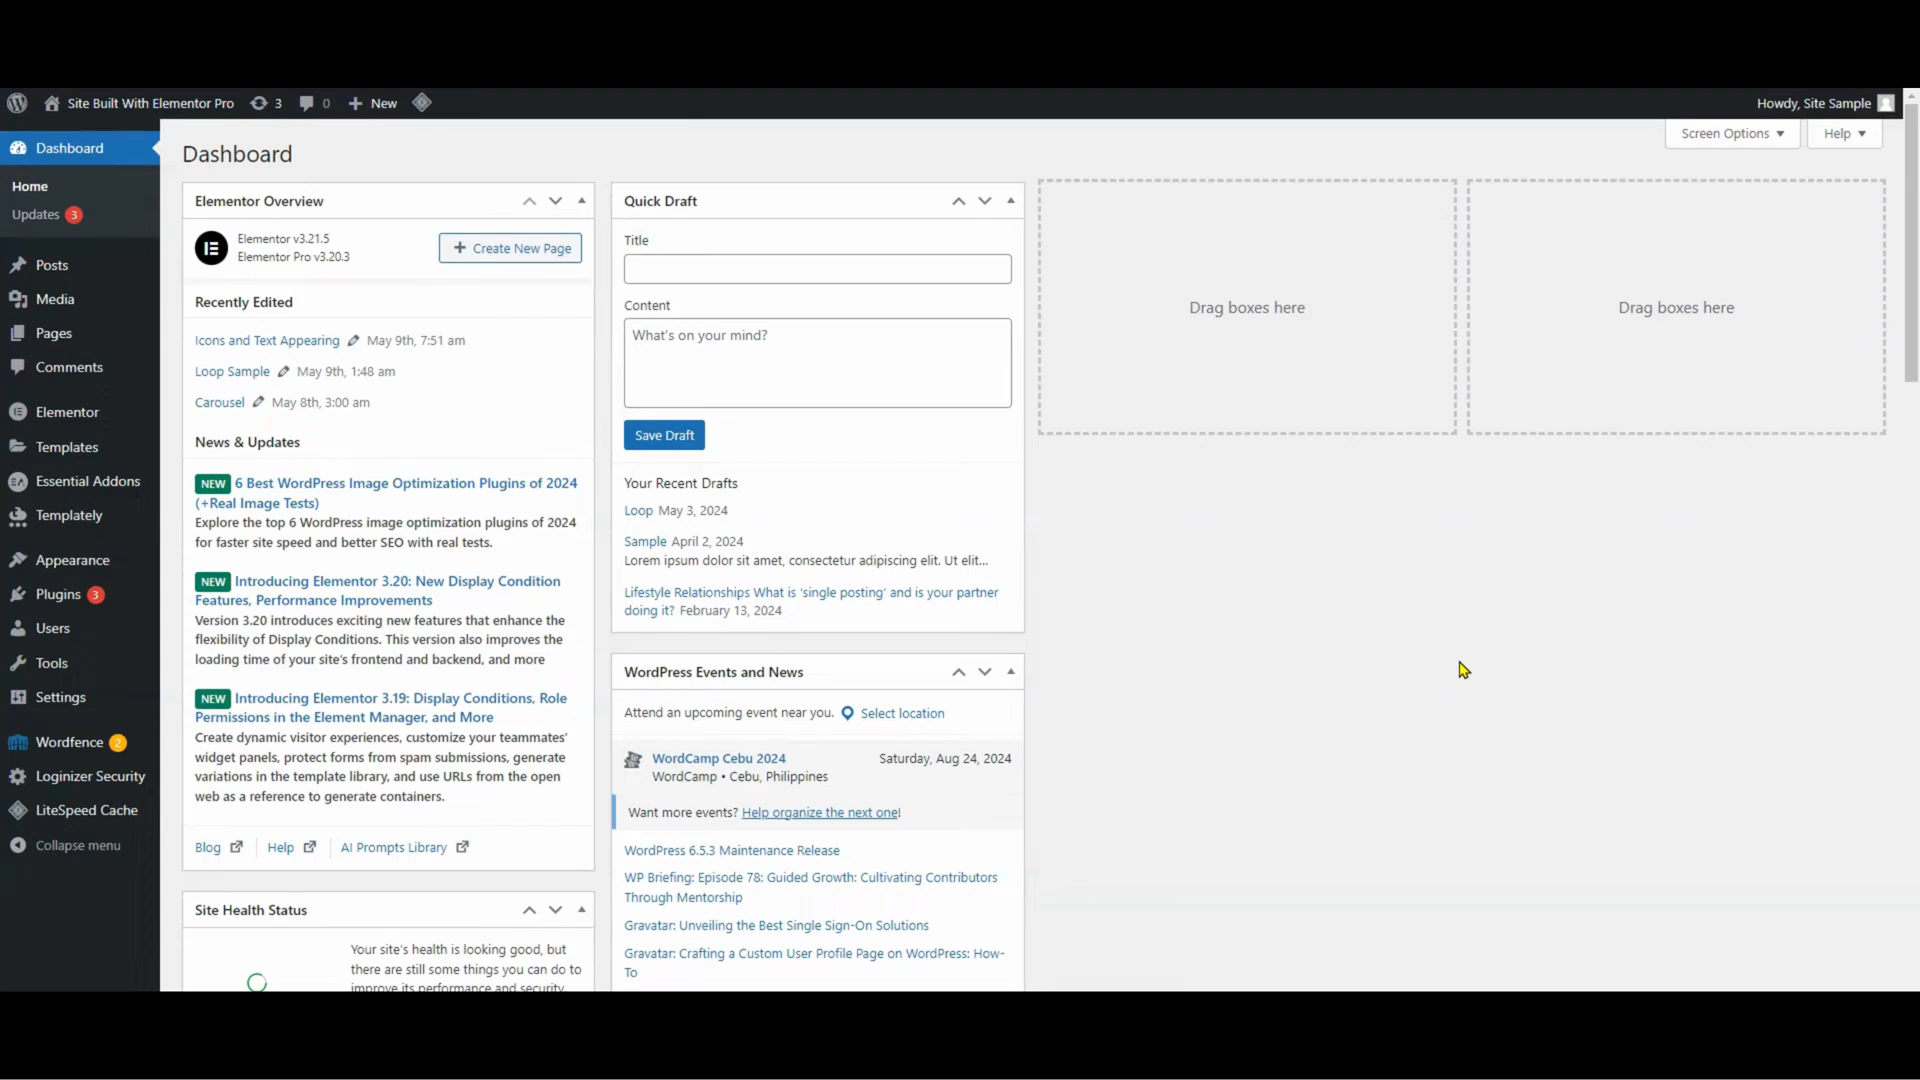 Site Built With Elementor Pro 3 0 New
Howdy, Site Sample
Screen Options
Help
Dashboard
Home
Updates 3
Posts
Media
Pages
Comments
Elementor
Templates
Essential Addons
Templately
Appearance
Plugins 3
Users
Tools
Settings
Wordfence 2
Loginizer Security
LiteSpeed Cache
Collapse menu
Dashboard
Elementor Overview
Elementor v3.21.5
Elementor Pro v3.20.3
Create New Page
Recently Edited
Icons and Text Appearing May 9th, 7:51 am
Loop Sample May 9th, 1:48 am
Carousel May 8th, 3:00 am
News & Updates
NEW 6 Best WordPress Image Optimization Plugins of 2024
(+Real Image Tests)
Explore the top 6 WordPress image optimization plugins of 2024
for faster site speed and better SEO with real tests.
NEW Introducing Elementor 3.20: New Display Condition
Features, Performance Improvements
Version 3.20 introduces exciting new features that enhance the
flexibility of Display Conditions. This version also improves the
loading time of your site's frontend and backend, and more
NEW Introducing Elementor 3.19: Display Conditions, Role
Permissions in the Element Manager, and More
Create dynamic visitor experiences, customize your teammates'
widget panels, protect forms from spam submissions, generate
variations in the template library, and use URLs from the open
web as a reference to generate containers.
Blog Help AI Prompts Library
Site Health Status
Your site's health is looking good, but
there are still some things you can do to
improve its performance and security.
Quick Draft
Title
Content
What's on your mind?
Save Draft
Your Recent Drafts
Loop May 3, 2024
Sample April 2, 2024
Lorem ipsum dolor sit amet, consectetur adipiscing elit. Ut elit…
Lifestyle Relationships What is 'single posting' and is your partner
doing it? February 13, 2024
WordPress Events and News
Attend an upcoming event near you. Select location
WordCamp Cebu 2024 Saturday, Aug 24, 2024
WordCamp • Cebu, Philippines
Want more events? Help organize the next one!
WordPress 6.5.3 Maintenance Release
WP Briefing: Episode 78: Guided Growth: Cultivating Contributors
Through Mentorship
Gravatar: Unveiling the Best Single Sign-On Solutions
Gravatar: Crafting a Custom User Profile Page on WordPress: How-
To
Drag boxes here
Drag boxes here